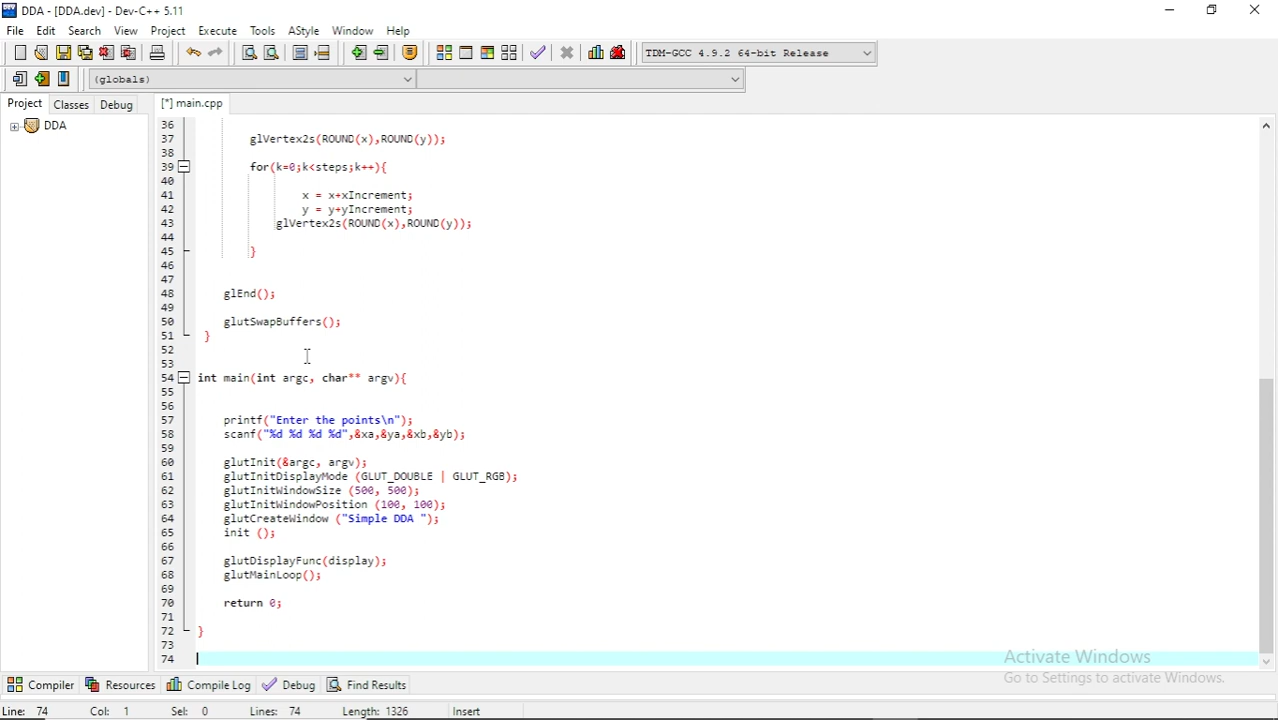 DDA - [DDA.dev] - Dev-C++ 5.11
File Edit Search View Project Execute Tools AStyle Window Help
TDM-GCC 4.9.2 64-bit Release
(globals)
Project Classes Debug [*] main.cpp
DDA
36
37 glVertex2s(ROUND(x),ROUND(y));
38
39 for(k=0;k<steps;k++){
40
41 x = x+xIncrement;
42 y = y+yIncrement;
43 glVertex2s(ROUND(x),ROUND(y));
44
45 }
46
47
48 glEnd();
49
50 glutSwapBuffers();
51 }
52
53
54 int main(int argc, char** argv){
55
56
57 printf("Enter the points\n");
58 scanf("%d %d %d %d",&xa,&ya,&xb,&yb);
59
60 glutInit(&argc, argv);
61 glutInitDisplayMode (GLUT_DOUBLE | GLUT_RGB);
62 glutInitWindowSize (500, 500);
63 glutInitWindowPosition (100, 100);
64 glutCreateWindow ("Simple DDA ");
65 init ();
66
67 glutDisplayFunc(display);
68 glutMainLoop();
69
70 return 0;
71
72 }
73
74
Activate Windows
Go to Settings to activate Windows.
Compiler Resources Compile Log Debug Find Results
Line: 74 Col: 1 Sel: 0 Lines: 74 Length: 1326 Insert